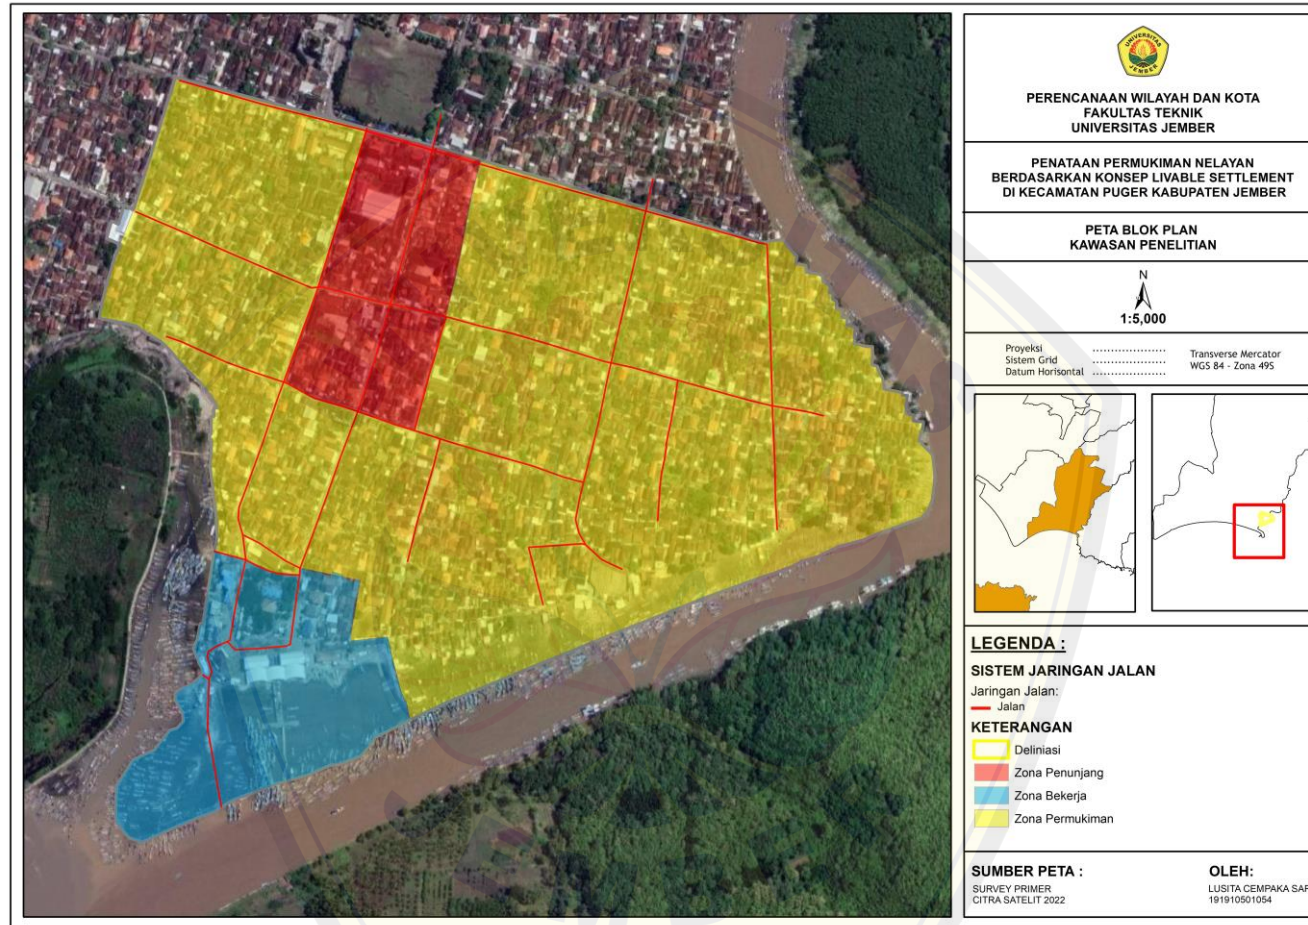 UNIVERSITAS
JEMBER
PERENCANAAN WILAYAH DAN KOTA
FAKULTAS TEKNIK
UNIVERSITAS JEMBER
PENATAAN PERMUKIMAN NELAYAN
BERDASARKAN KONSEP LIVABLE SETTLEMENT
DI KECAMATAN PUGER KABUPATEN JEMBER
PETA BLOK PLAN
KAWASAN PENELITIAN
N
1:5,000
Proyeksi ..................... Transverse Mercator
Sistem Grid ..................... WGS 84 - Zona 49S
Datum Horisontal .....................
LEGENDA :
SISTEM JARINGAN JALAN
Jaringan Jalan:
Jalan
KETERANGAN
Deliniasi
Zona Penunjang
Zona Bekerja
Zona Permukiman
SUMBER PETA :
SURVEY PRIMER
CITRA SATELIT 2022
OLEH:
LUSITA CEMPAKA
191910501054